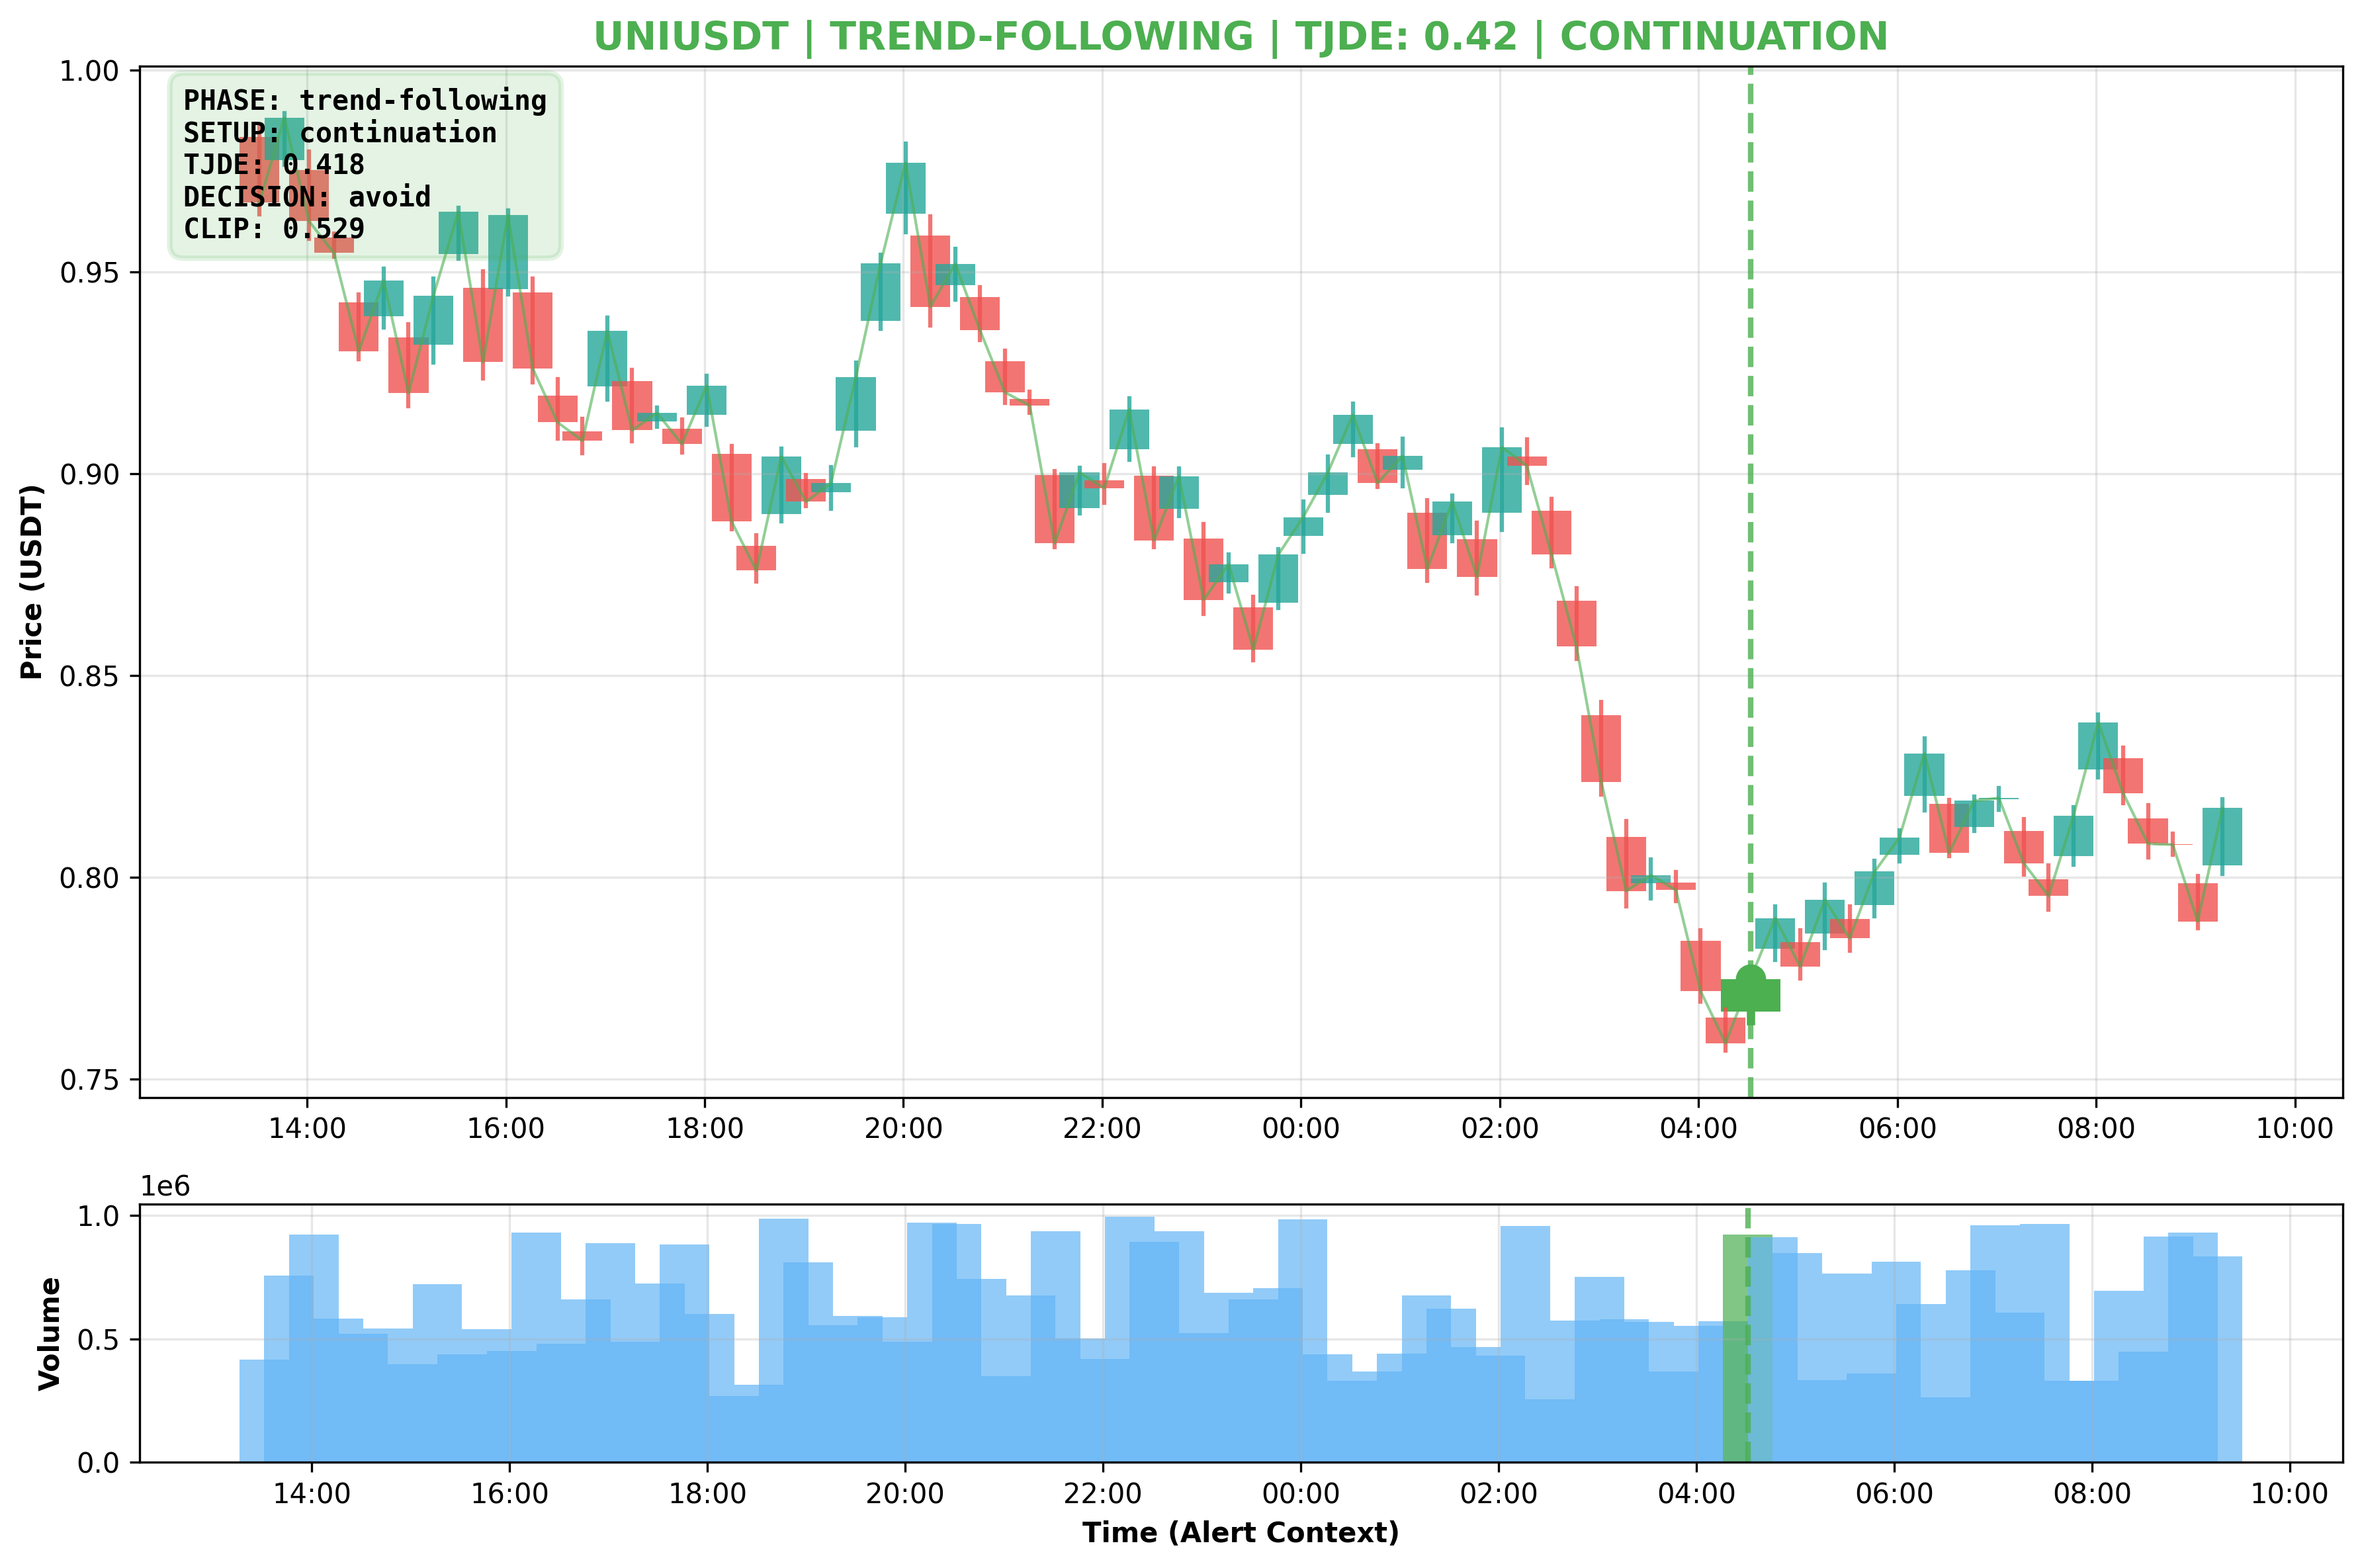 UNIUSDT | TREND-FOLLOWING | TJDE: 0.42 | CONTINUATION
PHASE: trend-following
SETUP: continuation
TJDE: 0.418
DECISION: avoid
CLIP: 0.529
Price (USDT)
1.00
0.95
0.90
0.85
0.80
0.75
14:00 16:00 18:00 20:00 22:00 00:00 02:00 04:00 06:00 08:00 10:00
1e6
Volume
1.0
0.5
0.0
14:00 16:00 18:00 20:00 22:00 00:00 02:00 04:00 06:00 08:00 10:00
Time (Alert Context)